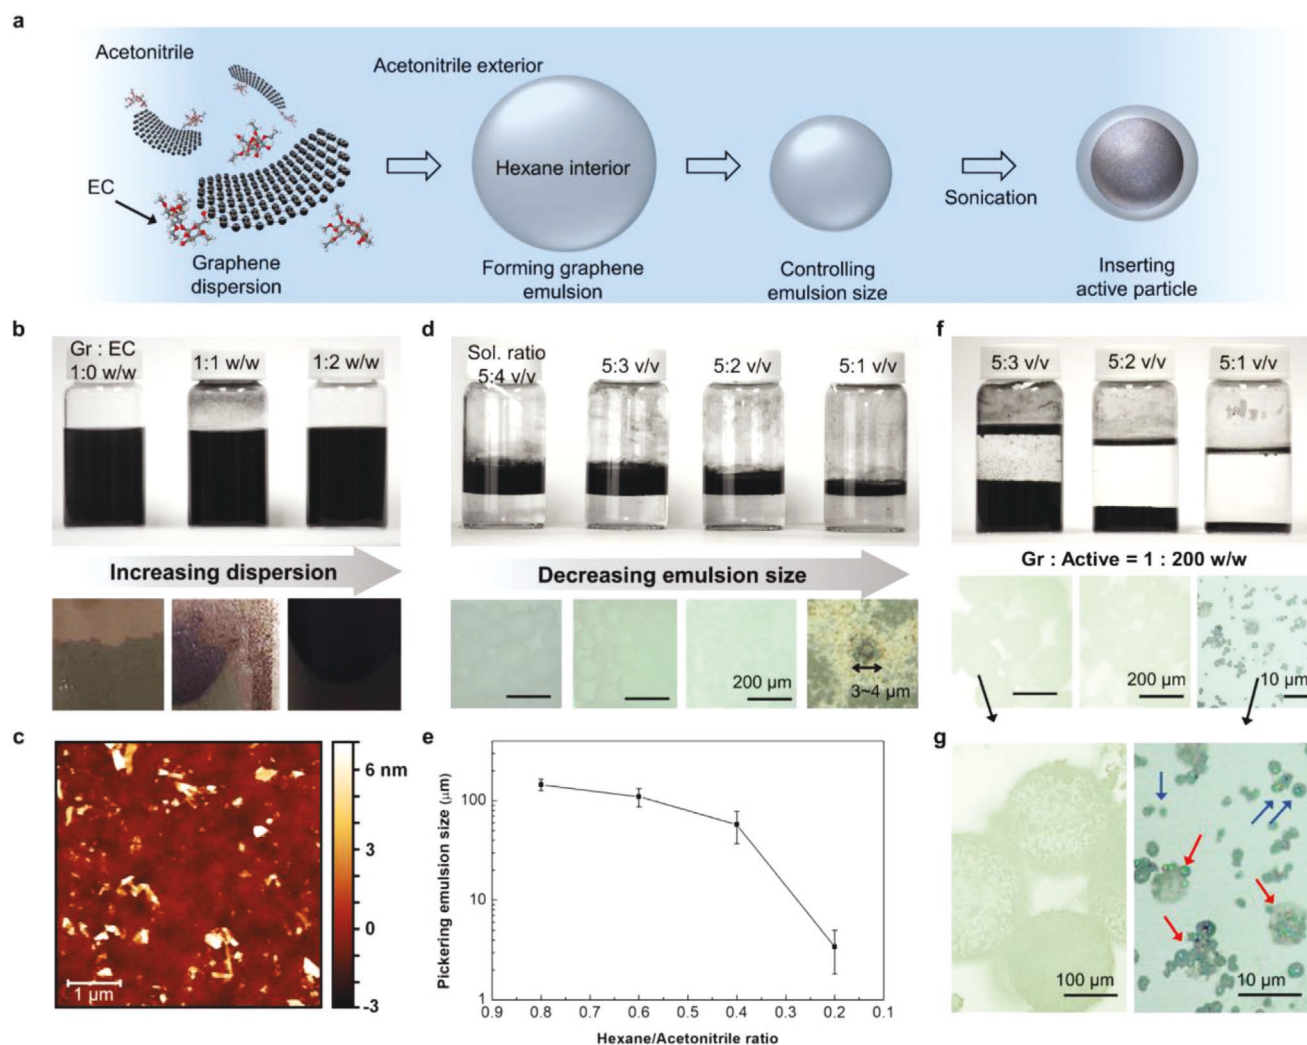 a
Acetonitrile
Acetonitrile exterior
EC
Hexane interior
Sonication
Graphene
dispersion
Forming graphene
emulsion
Controlling
emulsion size
Inserting
active particle
b
Gr : EC
1:0 w/w
1:1 w/w
1:2 w/w
Increasing dispersion
d
Sol. ratio
5:4 v/v
5:3 v/v
5:2 v/v
5:1 v/v
Decreasing emulsion size
200 µm
3~4 µm
f
5:3 v/v
5:2 v/v
5:1 v/v
Gr : Active = 1 : 200 w/w
200 µm
10 µm
c
6 nm
3
0
-3
1 µm
e
Pickering emulsion size (µm)
100
10
1
0.9
0.8
0.7
0.6
0.5
0.4
0.3
0.2
0.1
Hexane/Acetonitrile ratio
g
100 µm
10 µm